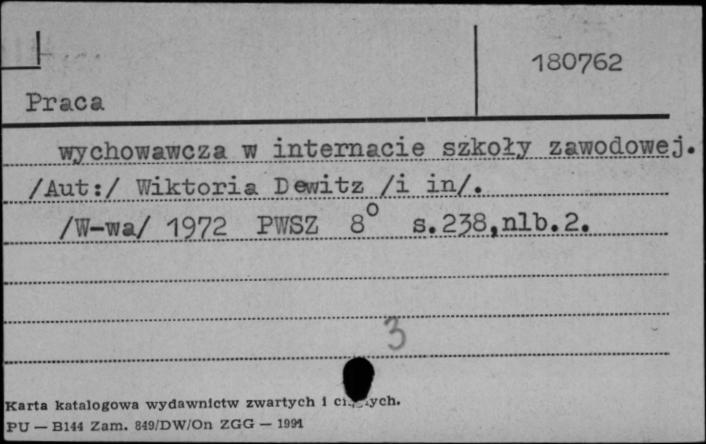 180762
Praca
wychowawcza w internacie szkoły zawodowej.
/Aut:/ Wiktoria Dewitz /i in/.
/W-wa/ 1972 PWSZ 8° s.238,nlb.2.
3
Karta katalogowa wydawnictw zwartych i
PU — B144 Zam. 849/DW/On ZGG — 1991